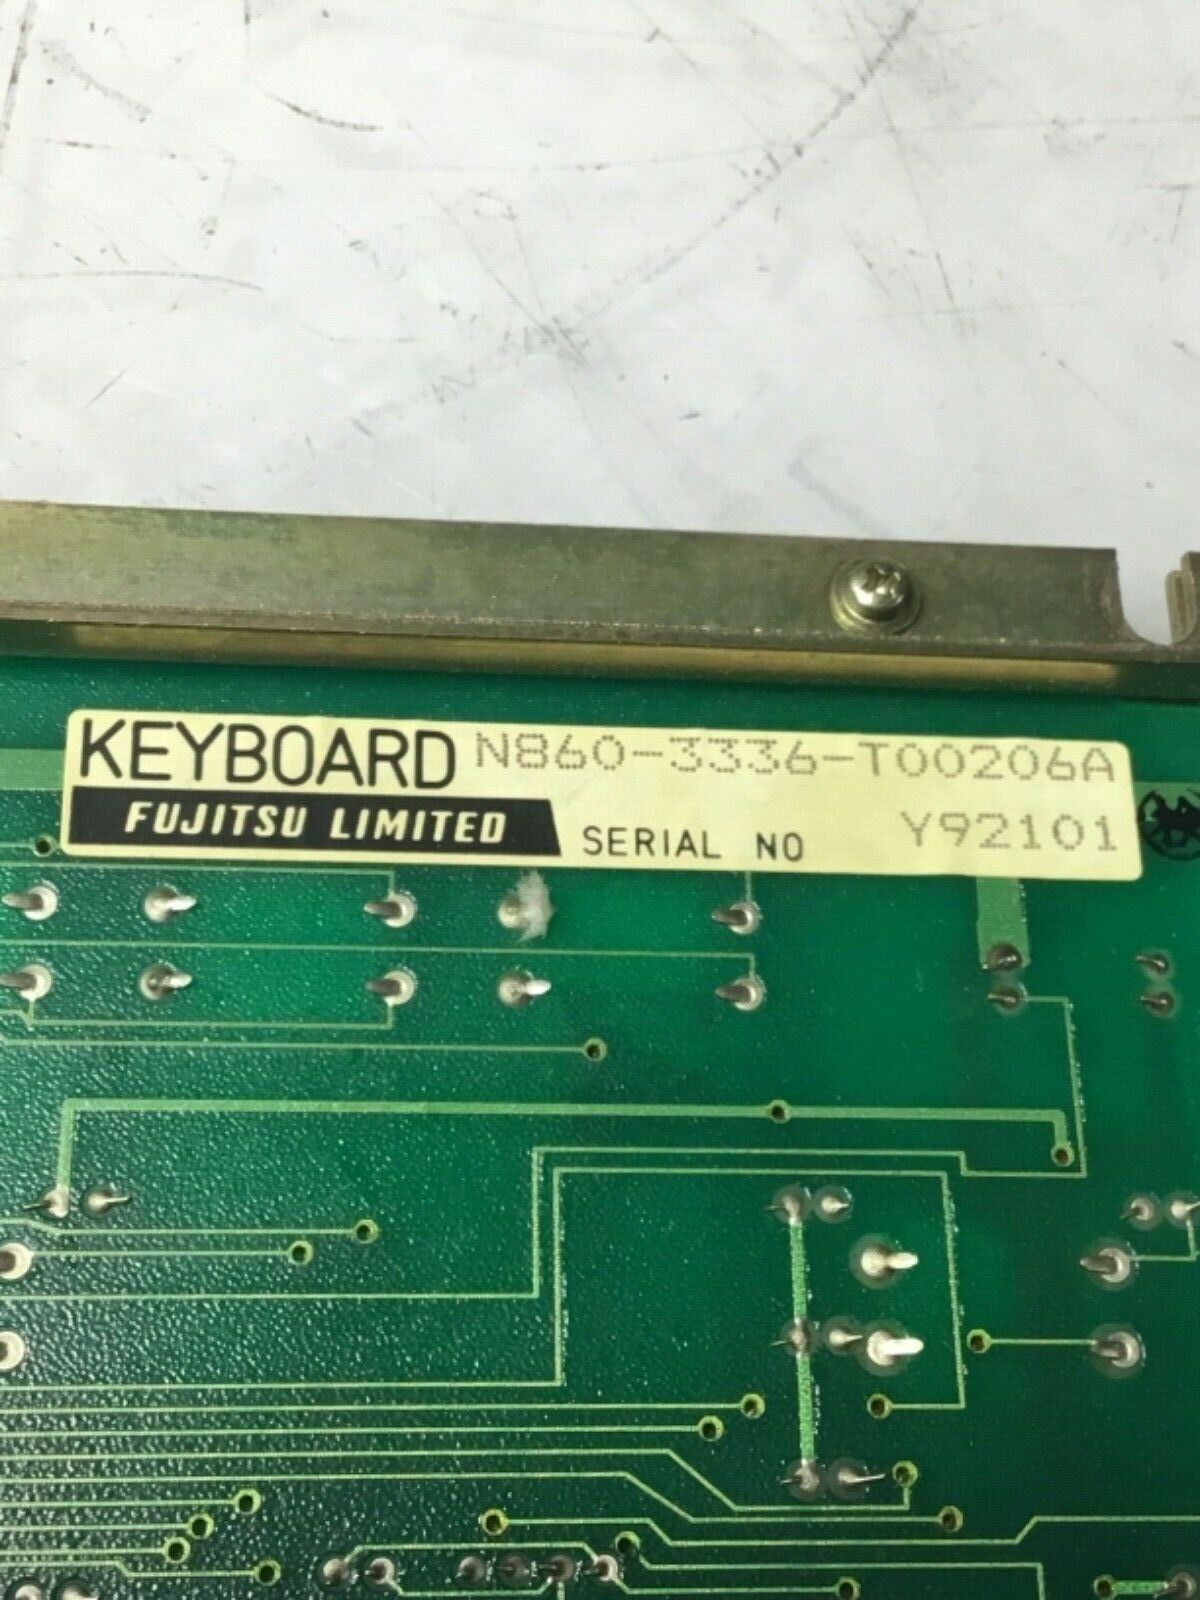 KEYBOARD N860-3336-T00206A
FUJITSU LIMITED SERIAL NO Y92101